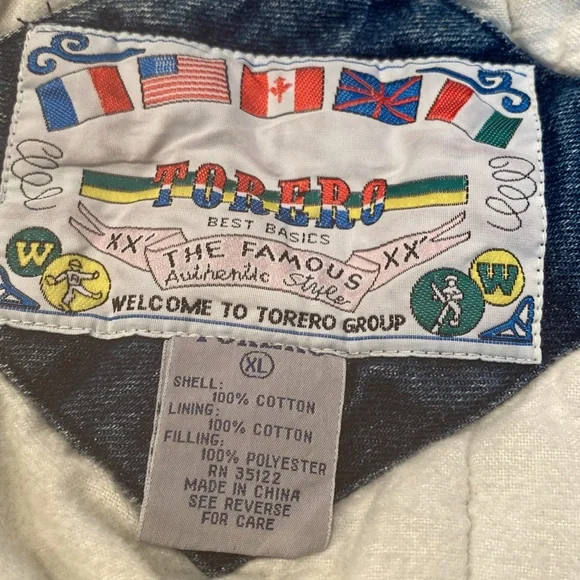 TORERO
BEST BASICS
XX THE FAMOUS XX
Authentic Style
W W
WELCOME TO TORERO GROUP
TORERO
XL
SHELL:
100% COTTON
LINING:
100% COTTON
FILLING:
100% POLYESTER
RN 35122
MADE IN CHINA
SEE REVERSE
FOR CARE